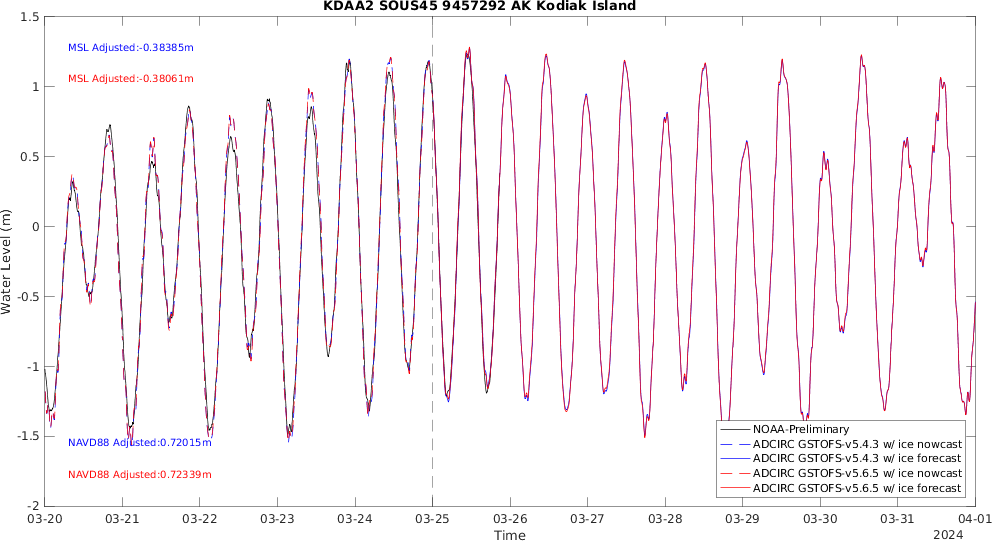 KDAA2 SOUS45 9457292 AK Kodiak Island
1.5
MSL Adjusted:-0.38385m
MSL Adjusted:-0.38061m
1
0.5
0
Water Level (m)
-0.5
-1
-1.5
NAVD88 Adjusted:0.72015m
NAVD88 Adjusted:0.72339m
NOAA-Preliminary
ADCIRC GSTOFS-v5.4.3 w/ ice nowcast
ADCIRC GSTOFS-v5.4.3 w/ ice forecast
ADCIRC GSTOFS-v5.6.5 w/ ice nowcast
ADCIRC GSTOFS-v5.6.5 w/ ice forecast
-2
03-20 03-21 03-22 03-23 03-24 03-25 03-26 03-27 03-28 03-29 03-30 03-31 04-01
Time
2024